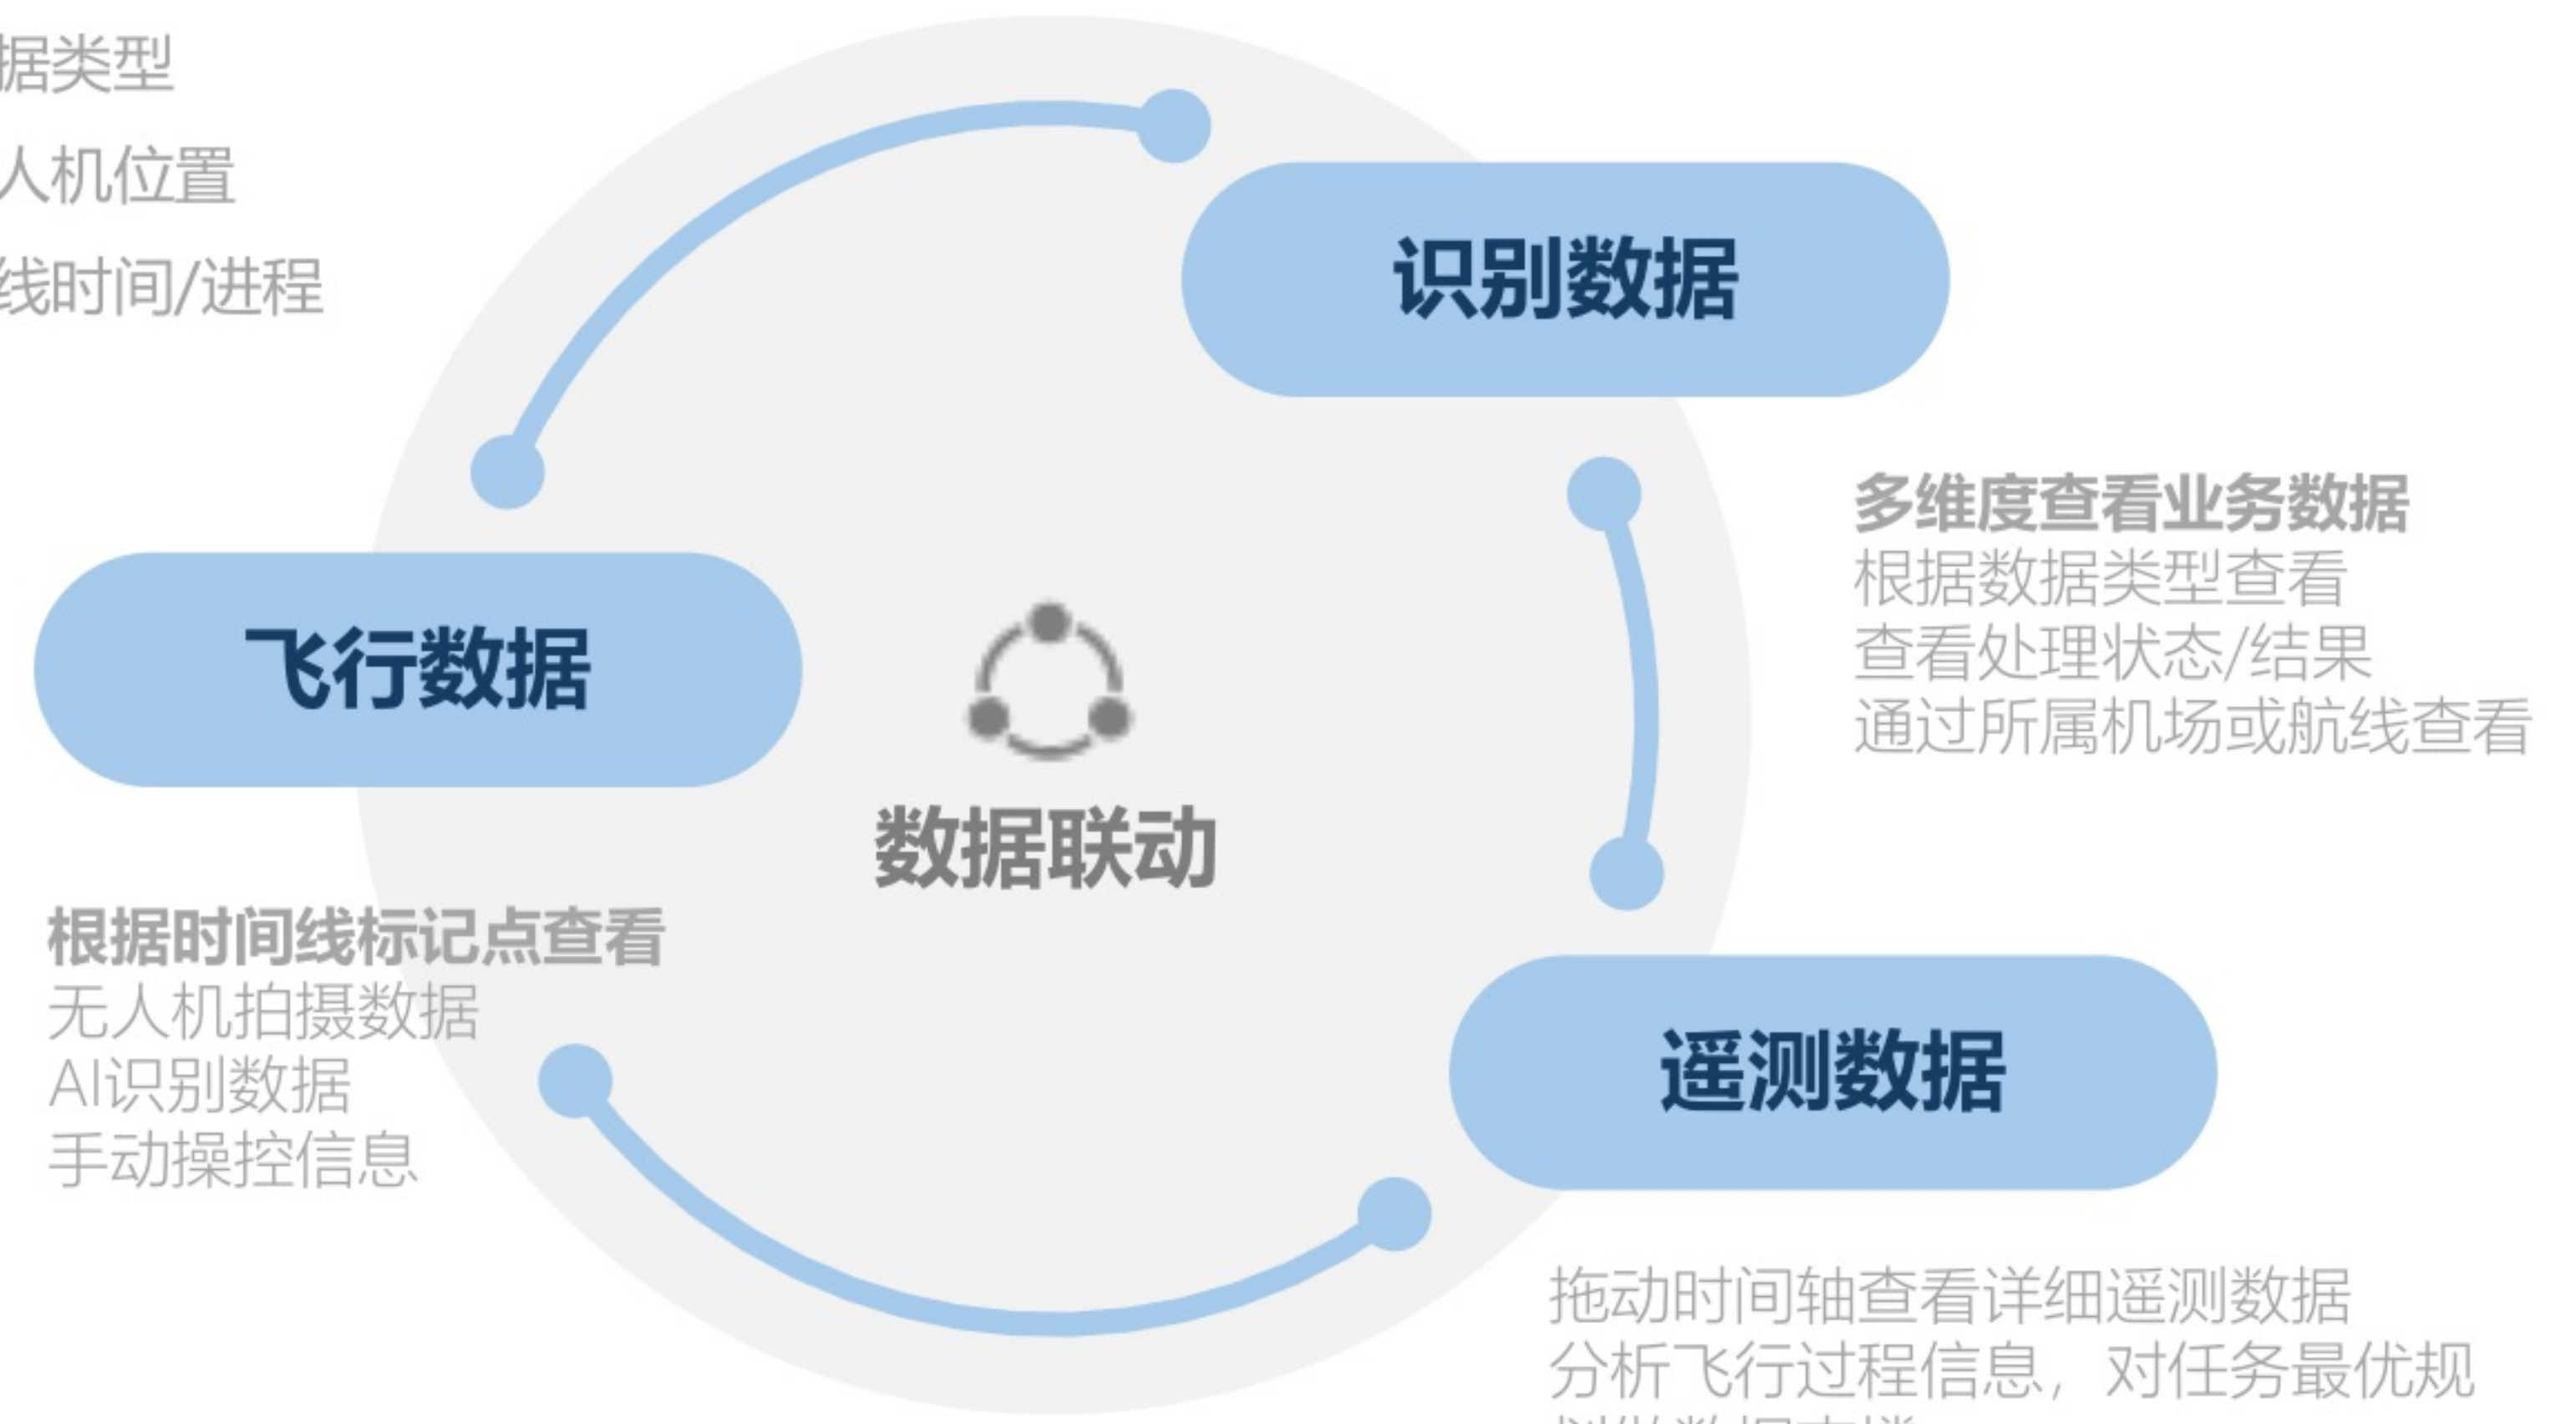 据类型
人机位置
线时间/进程
识别数据
多维度查看业务数据
根据数据类型查看
查看处理状态/结果
通过所属机场或航线查看
飞行数据
数据联动
根据时间线标记点查看
无人机拍摄数据
AI识别数据
手动操控信息
遥测数据
拖动时间轴查看详细遥测数据
分析飞行过程信息，对任务最优规